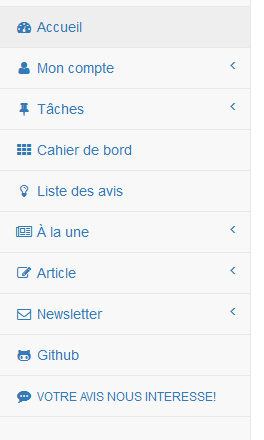 Accueil
Mon compte
Tâches
Cahier de bord
Liste des avis
À la une
Article
Newsletter
Github
VOTRE AVIS NOUS INTERESSE!